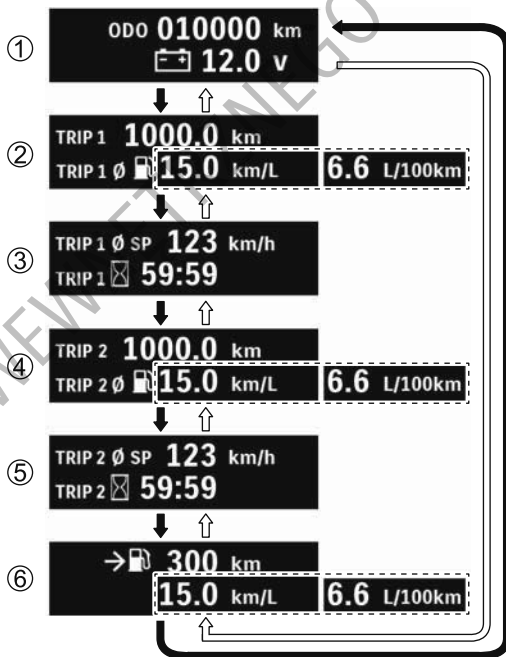 ① ODO 010000 km
12.0 v
② TRIP 1 1000.0 km
TRIP 1 Ø 15.0 km/L 6.6 L/100km
③ TRIP 1 Ø SP 123 km/h
TRIP 1 59:59
④ TRIP 2 1000.0 km
TRIP 2 Ø 15.0 km/L 6.6 L/100km
⑤ TRIP 2 Ø SP 123 km/h
TRIP 2 59:59
⑥ 300 km
15.0 km/L 6.6 L/100km